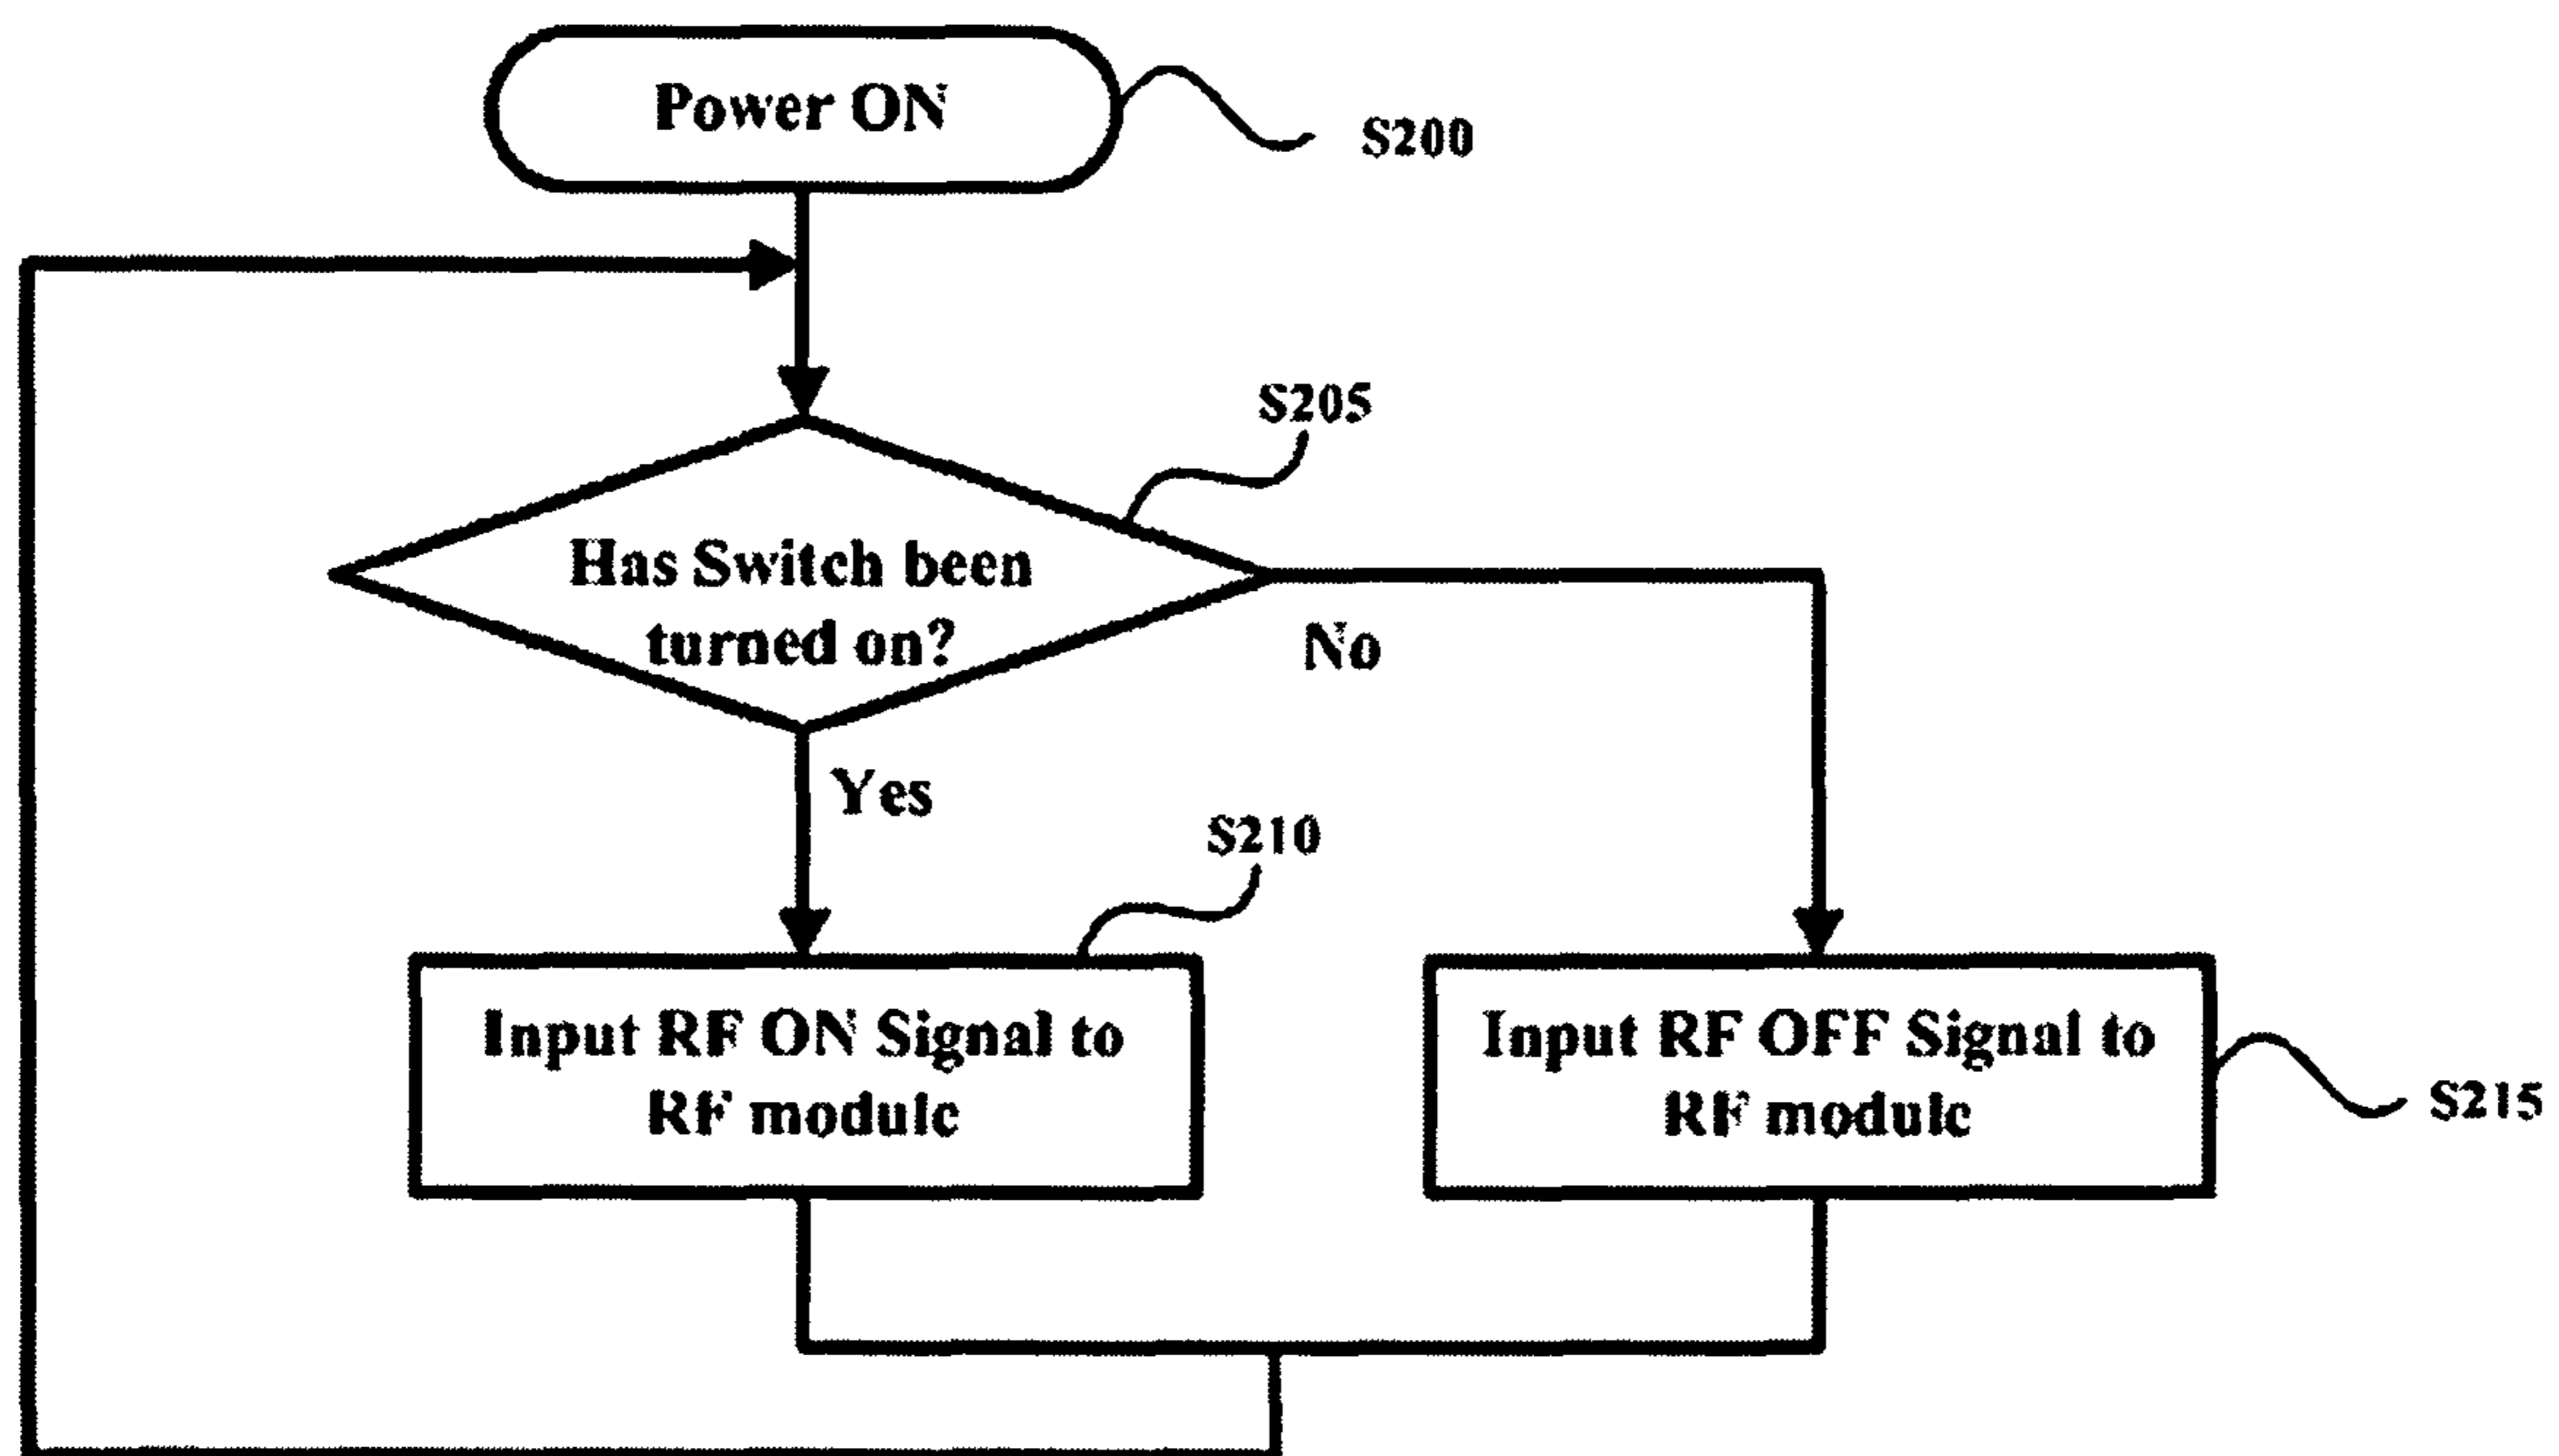 Power ON
S200
S205
Has Switch been
turned on?
No
Yes
S210
Input RF ON Signal to
RF module
Input RF OFF Signal to
RF module
S215